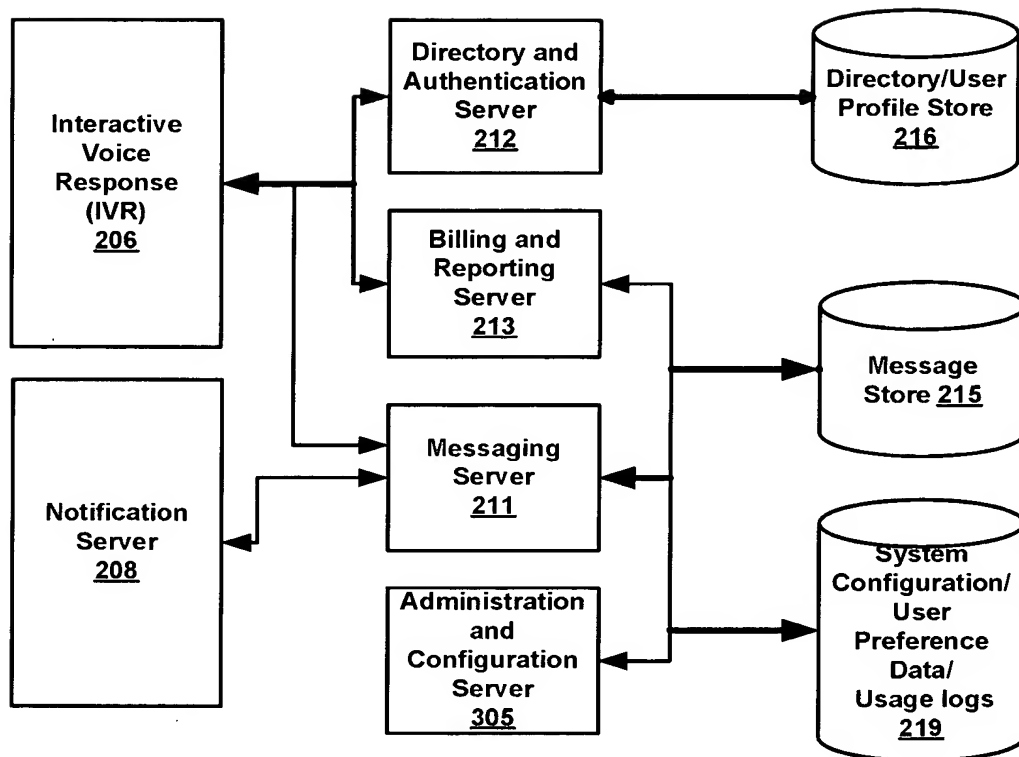 Interactive
Voice
Response
(IVR)
206
Directory and
Authentication
Server
212
Directory/User
Profile Store
216
Billing and
Reporting
Server
213
Message
Store 215
Notification
Server
208
Messaging
Server
211
Administration
and
Configuration
Server
305
System
Configuration/
User
Preference
Data/
Usage logs
219